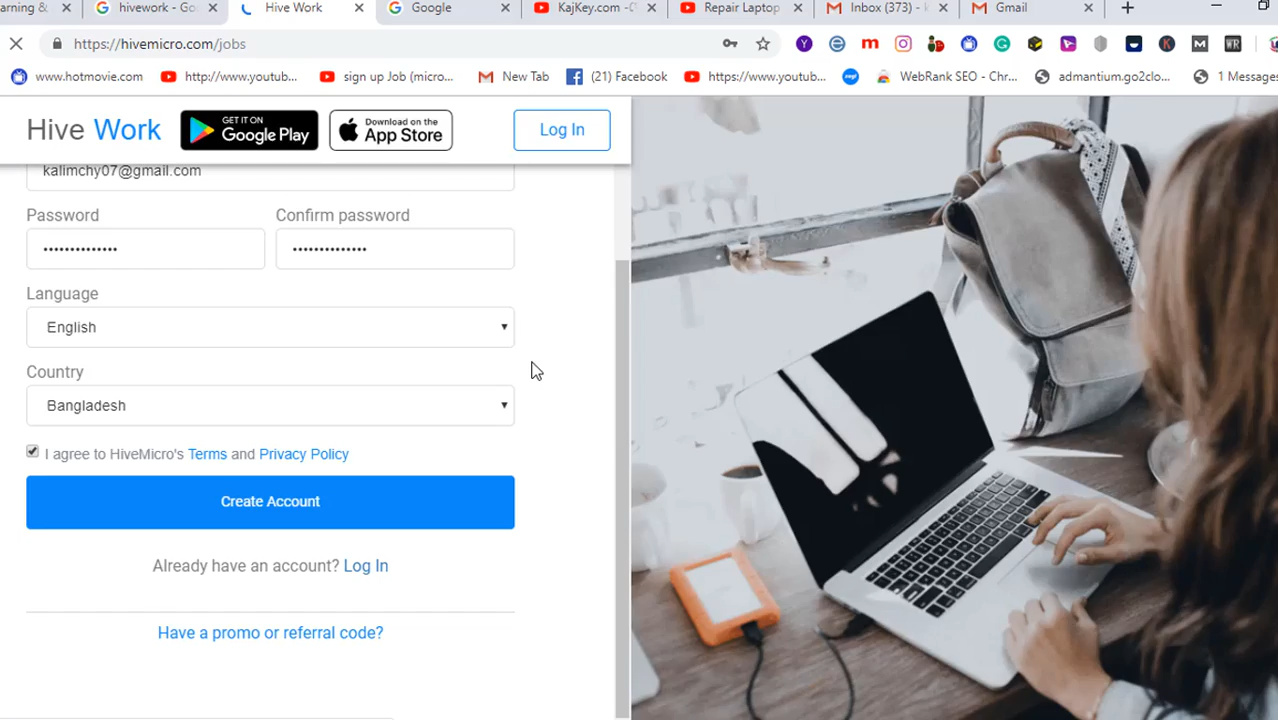 arning & hivework - Go Hive Work Google KajKey.com -C Repair Laptop Inbox (373) - k Gmail
https://hivemicro.com/jobs
www.hotmovie.com http://www.youtub... sign up Job (micro... New Tab (21) Facebook https://www.youtub... WebRank SEO - Chr... admantium.go2clo... 1 Messages
Hive Work GET IT ON Google Play Download on the App Store Log In
kalimchy07@gmail.com
Password Confirm password
•••••••••••••• ••••••••••••••
Language
English
Country
Bangladesh
I agree to HiveMicro's Terms and Privacy Policy
Create Account
Already have an account? Log In
Have a promo or referral code?